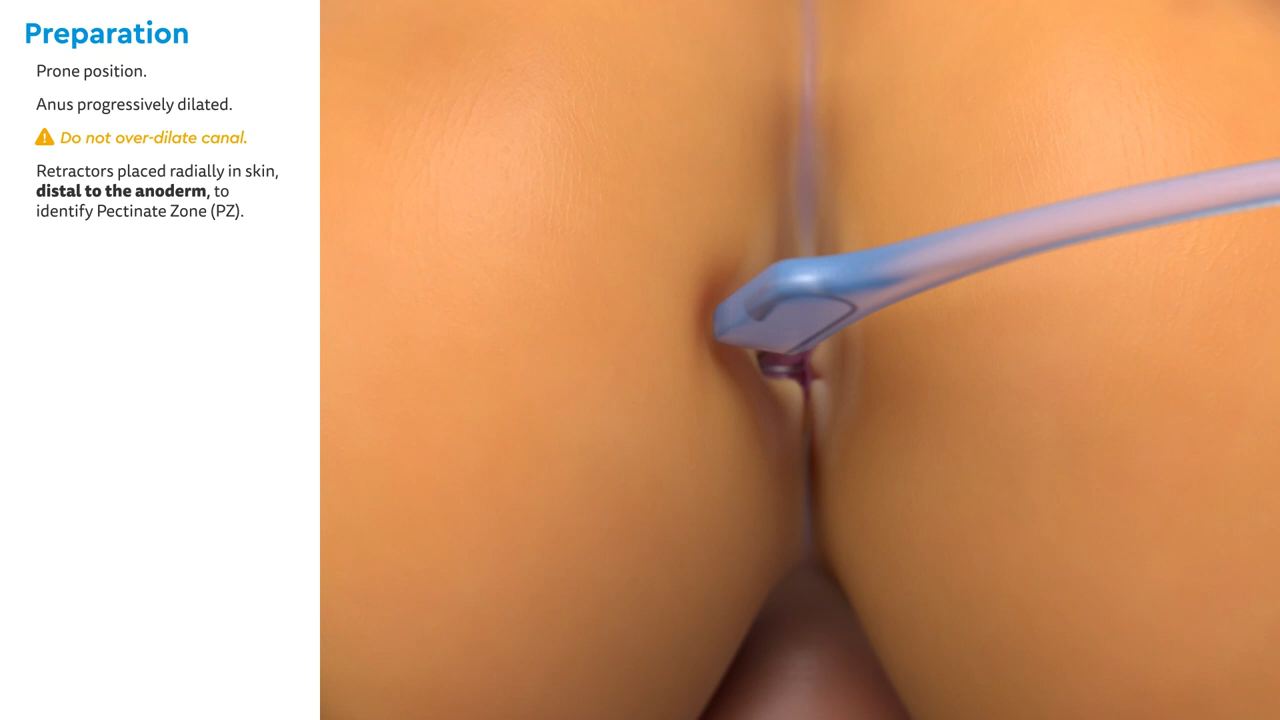 Preparation
Prone position.
Anus progressively dilated.
Do not over-dilate canal.
Retractors placed radially in skin,
distal to the anoderm, to
identify Pectinate Zone (PZ).